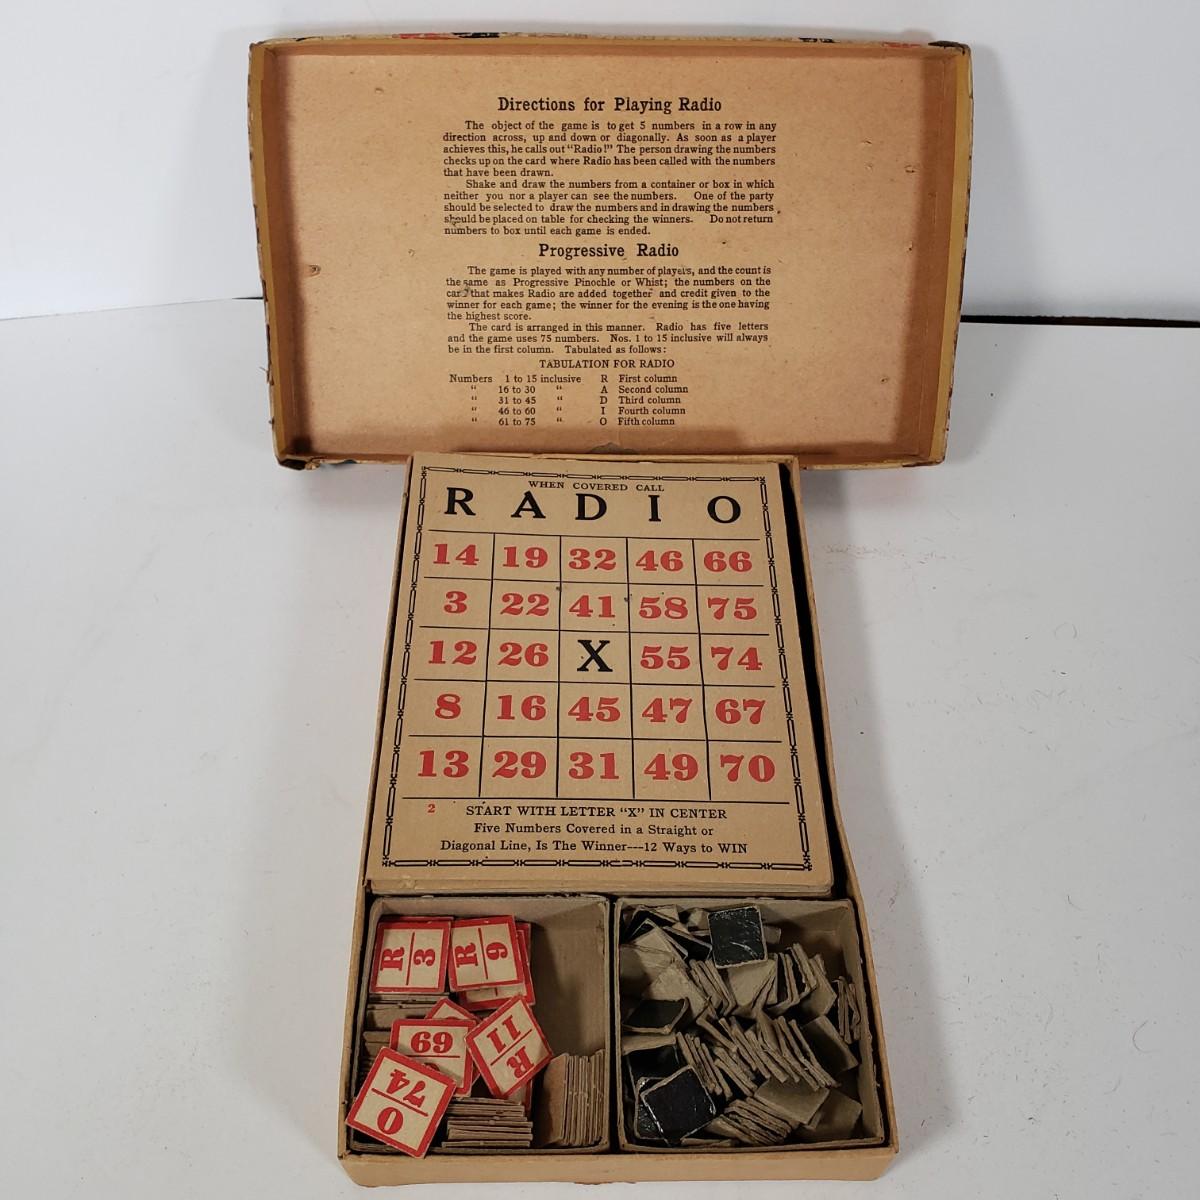 Directions for Playing Radio
The object of the game is to get 5 numbers in a row in any
direction across, up and down or diagonally. As soon as a player
achieves this, he calls out "Radio!" The person drawing the numbers
checks up on the card where Radio has been called with the numbers
that have been drawn.
Shake and draw the numbers from a container or box in which
neither you nor a player can see the numbers. One of the party
should be selected to draw the numbers and in drawing the numbers
should be placed on table for checking the winners. Do not return
numbers to box until each game is ended.
Progressive Radio
The game is played with any number of players, and the count is
the same as Progressive Pinochle or Whist; the numbers on the
card that makes Radio are added together and credit given to the
winner for each game; the winner for the evening is the one having
the highest score.
The card is arranged in this manner. Radio has five letters
and the game uses 75 numbers. Nos. 1 to 15 inclusive will always
be in the first column. Tabulated as follows:
TABULATION FOR RADIO
Numbers 1 to 15 inclusive R First column
" 16 to 30 " A Second column
" 31 to 45 " D Third column
" 46 to 60 " I Fourth column
" 61 to 75 " O Fifth column
WHEN COVERED CALL
R A D I O
14 19 32 46 66
3 22 41 58 75
12 26 X 55 74
8 16 45 47 67
13 29 31 49 70
2 START WITH LETTER "X" IN CENTER
Five Numbers Covered in a Straight or
Diagonal Line, Is The Winner---12 Ways to WIN
R 3
R 6
69
R 11
O 74